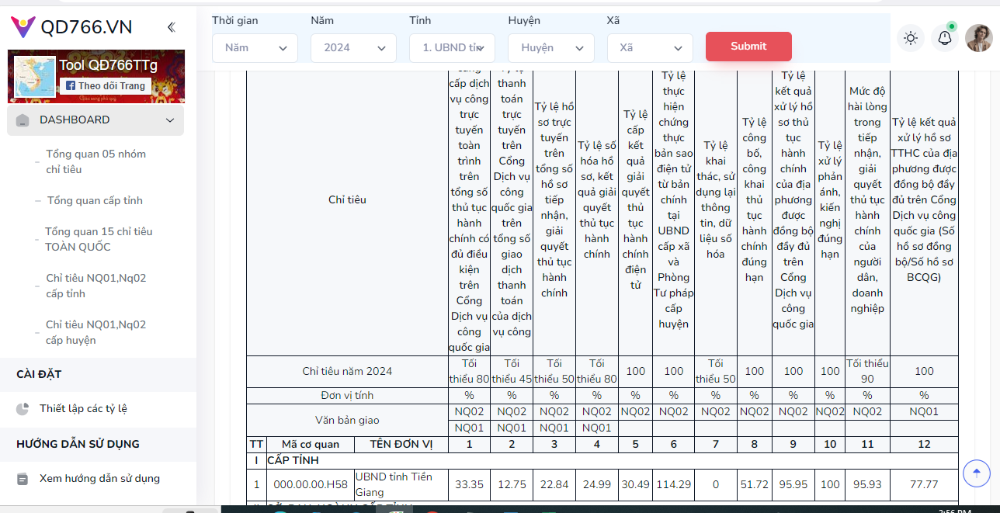 QD766.VN
Thời gian
Năm
Tỉnh
Huyện
Xã
Năm
2024
1. UBND tỉn
Huyện
Xã
Submit
Tool QĐ766TTg
Theo dõi Trang
DASHBOARD
Tổng quan 05 nhóm
chỉ tiêu
Tổng quan cấp tỉnh
Tổng quan 15 chỉ tiêu
TOÀN QUỐC
Chỉ tiêu NQ01,Nq02
cấp tỉnh
Chỉ tiêu NQ01,Nq02
cấp huyện
CÀI ĐẶT
Thiết lập các tỷ lệ
HƯỚNG DẪN SỬ DỤNG
Xem hướng dẫn sử dụng
Chỉ tiêu
cấp dịch
vụ công
trực
tuyến
toàn
trình
trên
tổng số
thủ tục
hành
chính có
đủ điều
kiện
trên
Cổng
Dịch vụ
công
quốc gia
thanh
toán
trực
tuyến
trên
Cổng
Dịch vụ
công
quốc gia
trên
tổng số
giao
dịch
thanh
toán
của dịch
vụ công
Tỷ lệ hồ
sơ trực
tuyến
trên
tổng số
hồ sơ
tiếp
nhận,
giải
quyết
thủ tục
hành
chính
Tỷ lệ số
hóa hồ
sơ, kết
quả giải
quyết
thủ tục
hành
chính
Tỷ lệ
cấp
kết
quả
giải
quyết
thủ
tục
hành
chính
điện
tử
Tỷ lệ
thực
hiện
chứng
thực
bản sao
điện tử
từ bản
chính
tại
UBND
cấp xã
và
Phòng
Tư pháp
cấp
huyện
Tỷ lệ
khai
thác, sử
dụng lại
thông
tin, dữ
liệu số
hóa
Tỷ lệ
công
bố,
công
khai
thủ
tục
hành
chính
đúng
hạn
Tỷ lệ
kết quả
xử lý hồ
sơ thủ
tục
hành
chính
của địa
phương
được
đồng bộ
đầy đủ
trên
Cổng
Dịch vụ
công
quốc gia
Tỷ lệ
xử lý
phản
ánh,
kiến
nghị
đúng
hạn
Mức độ
hài lòng
trong
tiếp
nhận,
giải
quyết
thủ tục
hành
chính
của
người
dân,
doanh
nghiệp
Tỷ lệ kết quả
xử lý hồ sơ
TTHC của địa
phương được
đồng bộ đầy
đủ trên Cổng
Dịch vụ công
quốc gia (Số
hồ sơ đồng
bộ/Số hồ sơ
BCQG)
Chỉ tiêu năm 2024
Tối
thiểu 80
Tối
thiểu 45
Tối
thiểu 50
Tối
thiểu 80
100
100
Tối
thiểu 50
100
100
100
Tối thiểu
90
100
Đơn vị tính % % % % % % % % % % % %
Văn bản giao
NQ02 NQ02 NQ02 NQ02 NQ02 NQ02 NQ02 NQ02 NQ02 NQ02 NQ02 NQ01
NQ01 NQ01 NQ01 NQ01
TT Mã cơ quan TÊN ĐƠN VỊ 1 2 3 4 5 6 7 8 9 10 11 12
I CẤP TỈNH
1 000.00.00.H58
UBND tỉnh Tiền
Giang
33.35 12.75 22.84 24.99 30.49 114.29 0 51.72 95.95 100 95.93 77.77